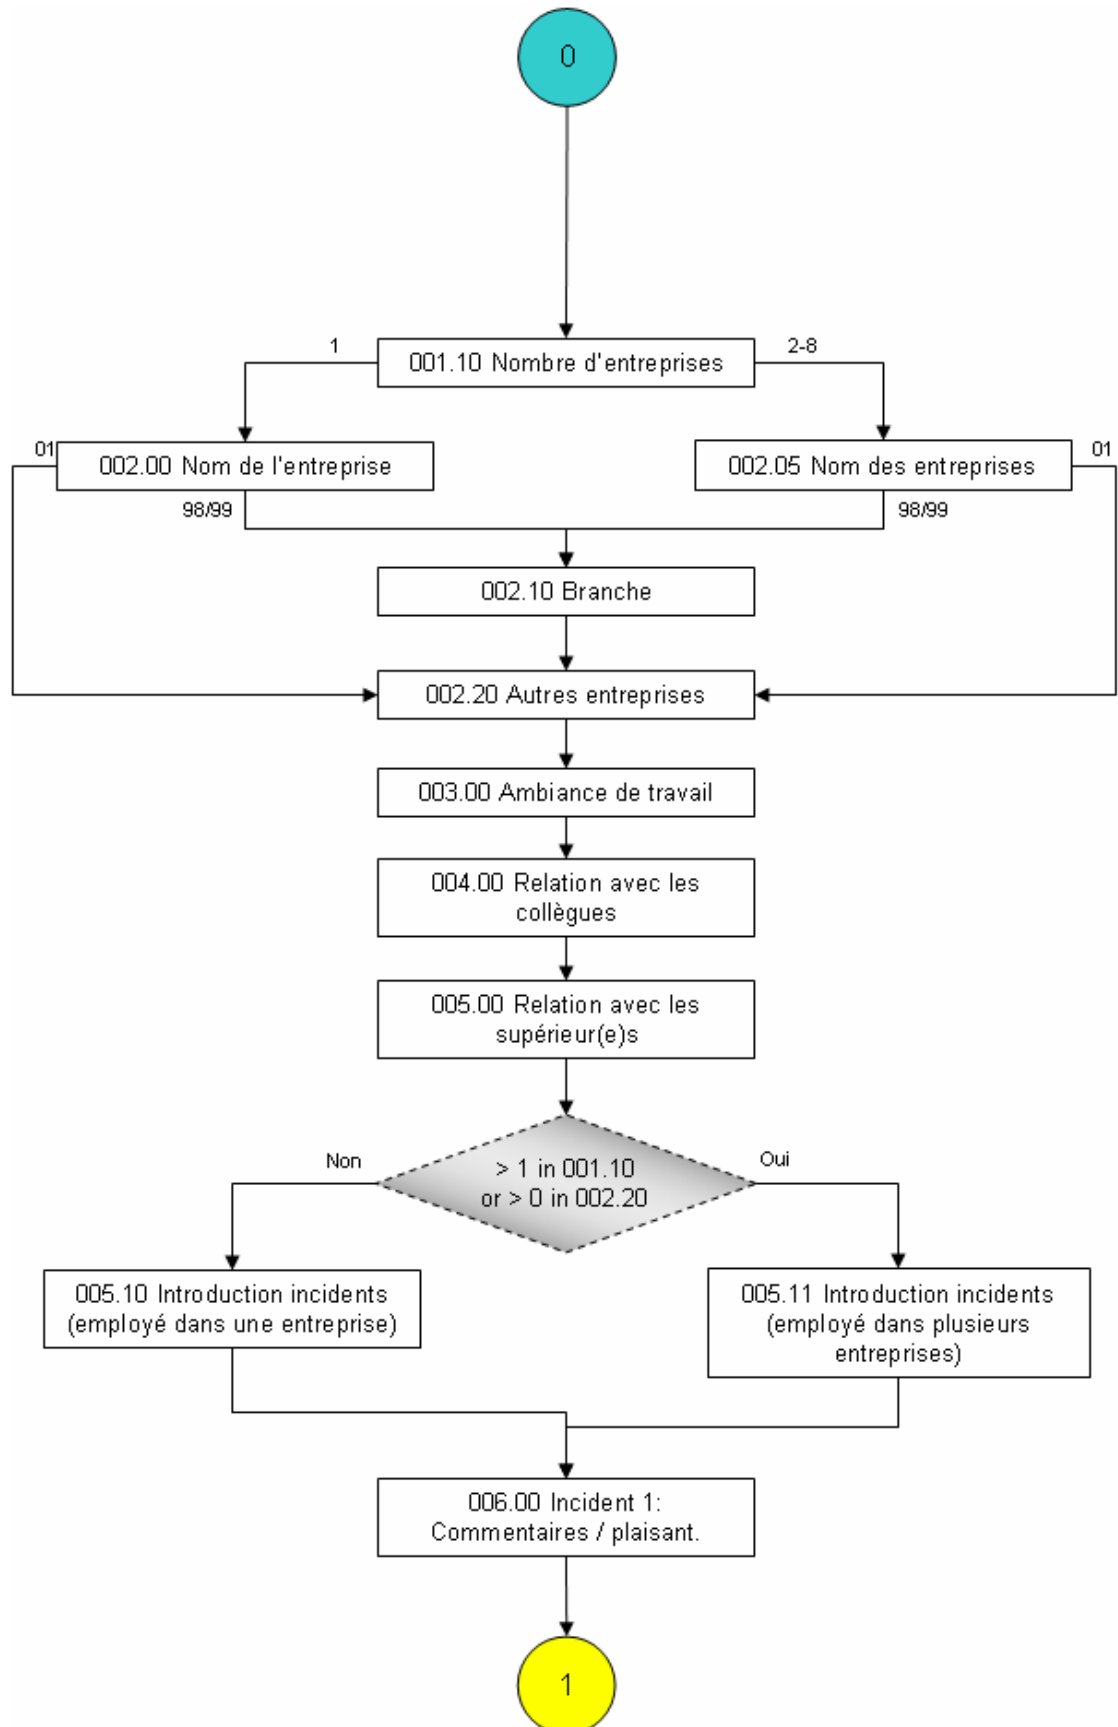 0
001.10 Nombre d'entreprises
1
2-8
002.00 Nom de l'entreprise
01
98/99
002.05 Nom des entreprises
01
98/99
002.10 Branche
002.20 Autres entreprises
003.00 Ambiance de travail
004.00 Relation avec les
collègues
005.00 Relation avec les
supérieur(e)s
> 1 in 001.10
or > 0 in 002.20
Non
Oui
005.10 Introduction incidents
(employé dans une entreprise)
005.11 Introduction incidents
(employé dans plusieurs
entreprises)
006.00 Incident 1:
Commentaires / plaisant.
1